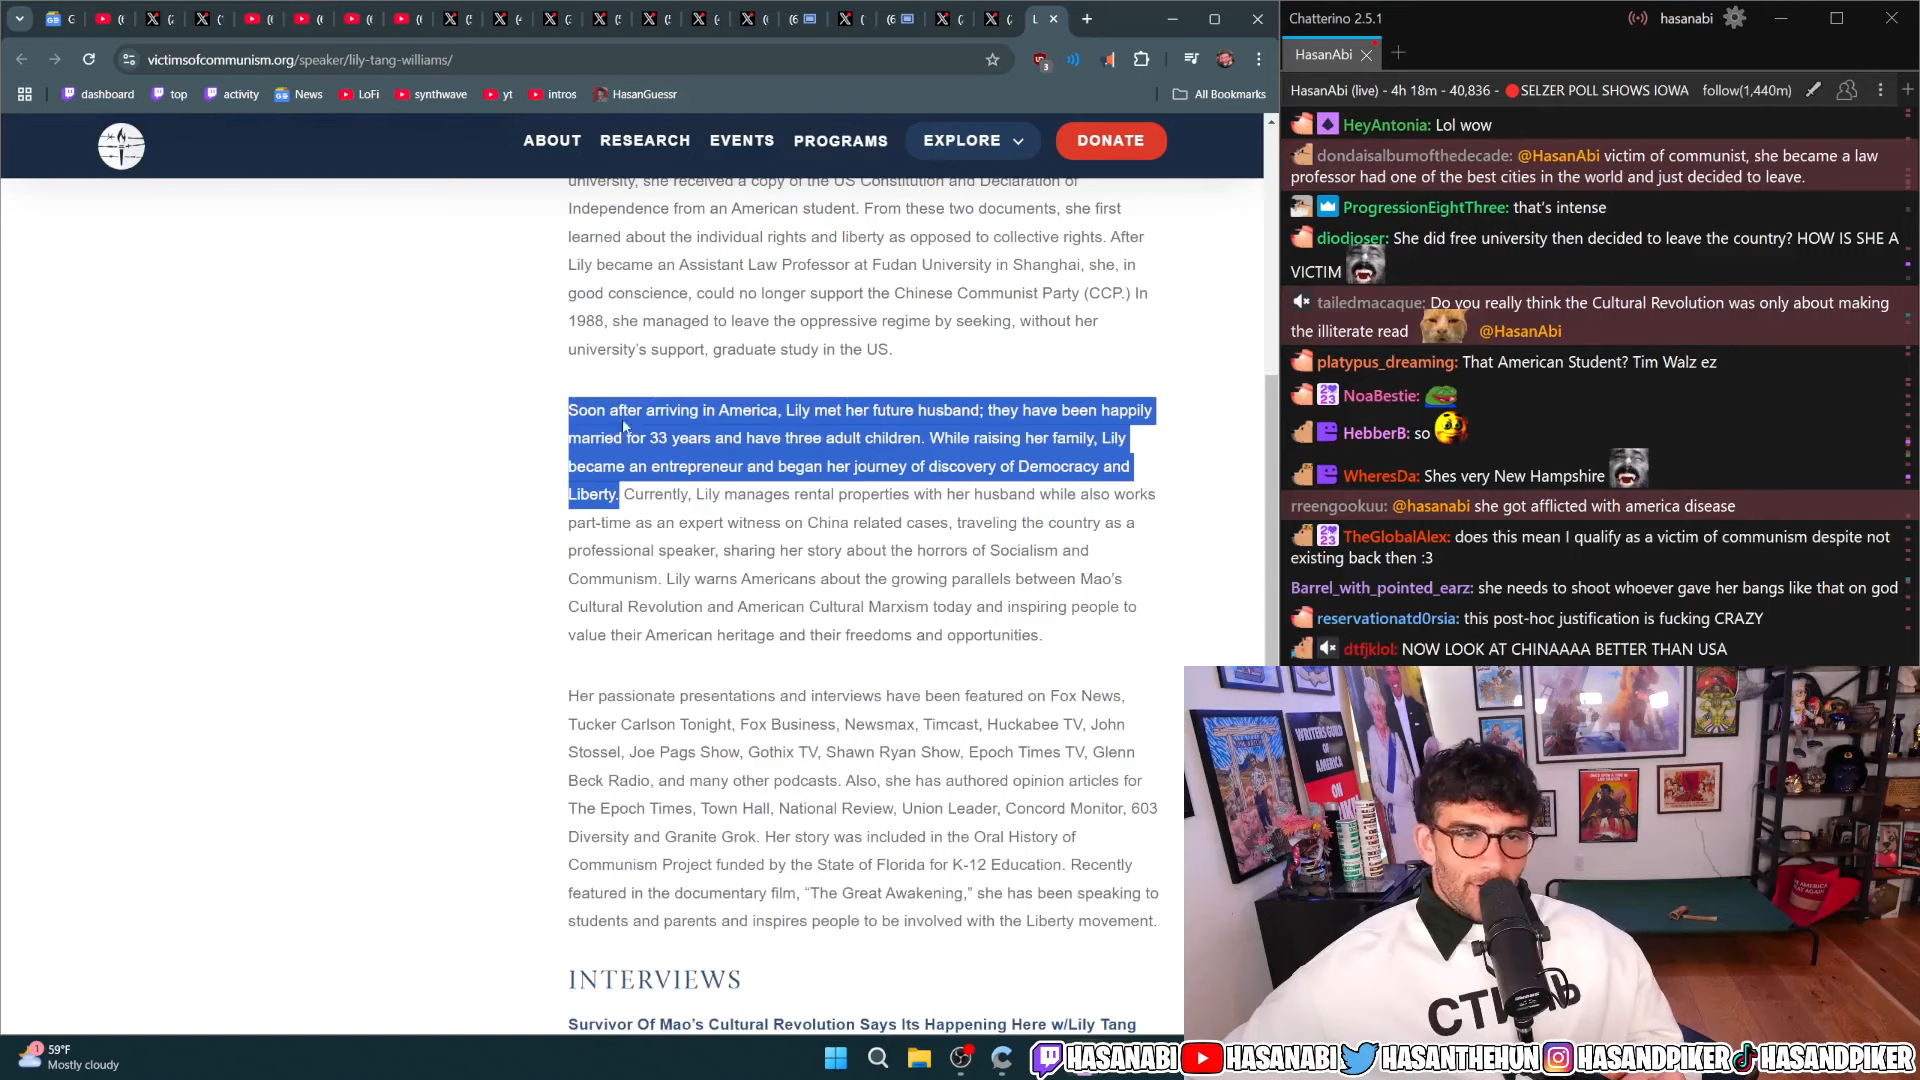 victimsofcommunism.org/speaker/lily-tang-williams/
dashboard
top
activity
News
LoFi
synthwave
yt
intros
HasanGuessr
All Bookmarks
ABOUT
RESEARCH
EVENTS
PROGRAMS
EXPLORE
DONATE
university, she received a copy of the US Constitution and Declaration of
Independence from an American student. From these two documents, she first
learned about the individual rights and liberty as opposed to collective rights. After
Lily became an Assistant Law Professor at Fudan University in Shanghai, she, in
good conscience, could no longer support the Chinese Communist Party (CCP.) In
1988, she managed to leave the oppressive regime by seeking, without her
university’s support, graduate study in the US.
Soon after arriving in America, Lily met her future husband; they have been happily
married for 33 years and have three adult children. While raising her family, Lily
became an entrepreneur and began her journey of discovery of Democracy and
Liberty. Currently, Lily manages rental properties with her husband while also works
part-time as an expert witness on China related cases, traveling the country as a
professional speaker, sharing her story about the horrors of Socialism and
Communism. Lily warns Americans about the growing parallels between Mao’s
Cultural Revolution and American Cultural Marxism today and inspiring people to
value their American heritage and their freedoms and opportunities.
Her passionate presentations and interviews have been featured on Fox News,
Tucker Carlson Tonight, Fox Business, Newsmax, Timcast, Huckabee TV, John
Stossel, Joe Pags Show, Gothix TV, Shawn Ryan Show, Epoch Times TV, Glenn
Beck Radio, and many other podcasts. Also, she has authored opinion articles for
The Epoch Times, Town Hall, National Review, Union Leader, Concord Monitor, 603
Diversity and Granite Grok. Her story was included in the Oral History of
Communism Project funded by the State of Florida for K-12 Education. Recently
featured in the documentary film, “The Great Awakening,” she has been speaking to
students and parents and inspires people to be involved with the Liberty movement.
INTERVIEWS
Survivor Of Mao’s Cultural Revolution Says Its Happening Here w/Lily Tang
1
59°F
Mostly cloudy
Chatterino 2.5.1
hasanabi
HasanAbi
HasanAbi (live) - 4h 18m - 40,836 - 🔴SELZER POLL SHOWS IOWA
follow(1,440m)
HeyAntonia: Lol wow
dondaisalbumofthedecade: @HasanAbi victim of communist, she became a law
professor had one of the best cities in the world and just decided to leave.
ProgressionEightThree: that’s intense
diodjoser: She did free university then decided to leave the country? HOW IS SHE A
VICTIM
tailedmacaque: Do you really think the Cultural Revolution was only about making
the illiterate read @HasanAbi
platypus_dreaming: That American Student? Tim Walz ez
NoaBestie:
HebberB: so
WheresDa: Shes very New Hampshire
rreengookuu: @hasanabi she got afflicted with america disease
TheGlobalAlex: does this mean I qualify as a victim of communism despite not
existing back then :3
Barrel_with_pointed_earz: she needs to shoot whoever gave her bangs like that on god
reservationatd0rsia: this post-hoc justification is fucking CRAZY
dtfjklol: NOW LOOK AT CHINAAAA BETTER THAN USA
WRITERS GUILD
OF
AMERICA
ON
HASANABI
HASANABI
HASANTHEHUN
HASANDPIKER
HASANDPIKER